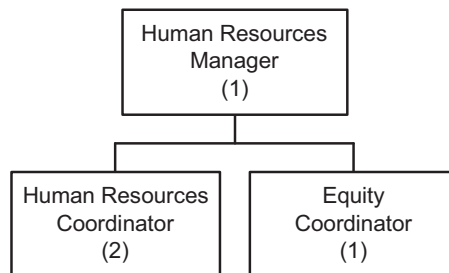 Human Resources
Manager
(1)
Human Resources
Coordinator
(2)
Equity
Coordinator
(1)